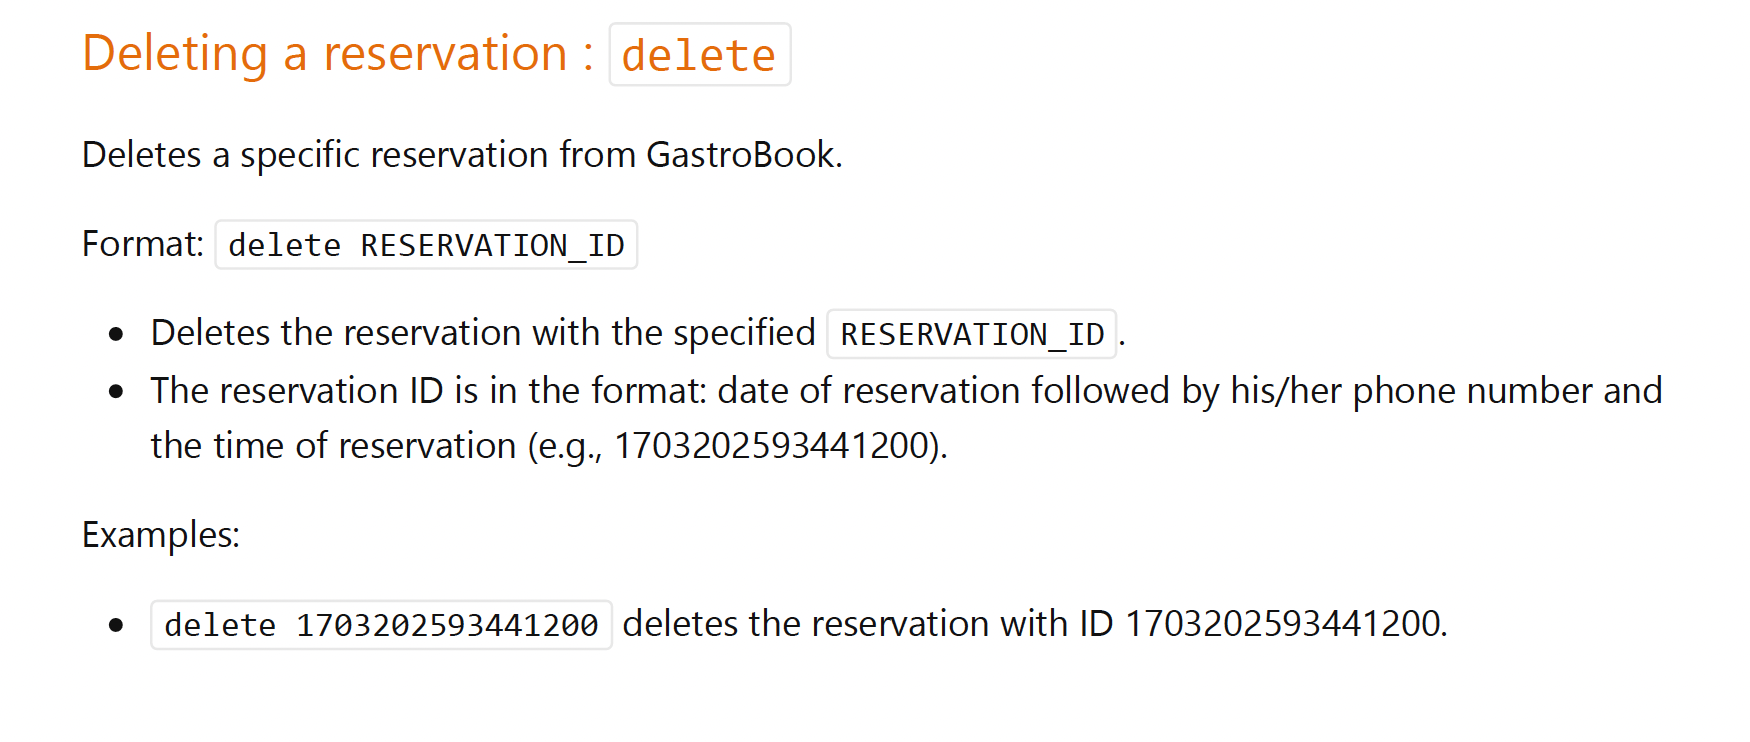 Deleting a reservation : delete
Deletes a specific reservation from GastroBook.
Format: delete RESERVATION_ID
• Deletes the reservation with the specified RESERVATION_ID.
• The reservation ID is in the format: date of reservation followed by his/her phone number and
the time of reservation (e.g., 1703202593441200).
Examples:
• delete 1703202593441200 deletes the reservation with ID 1703202593441200.